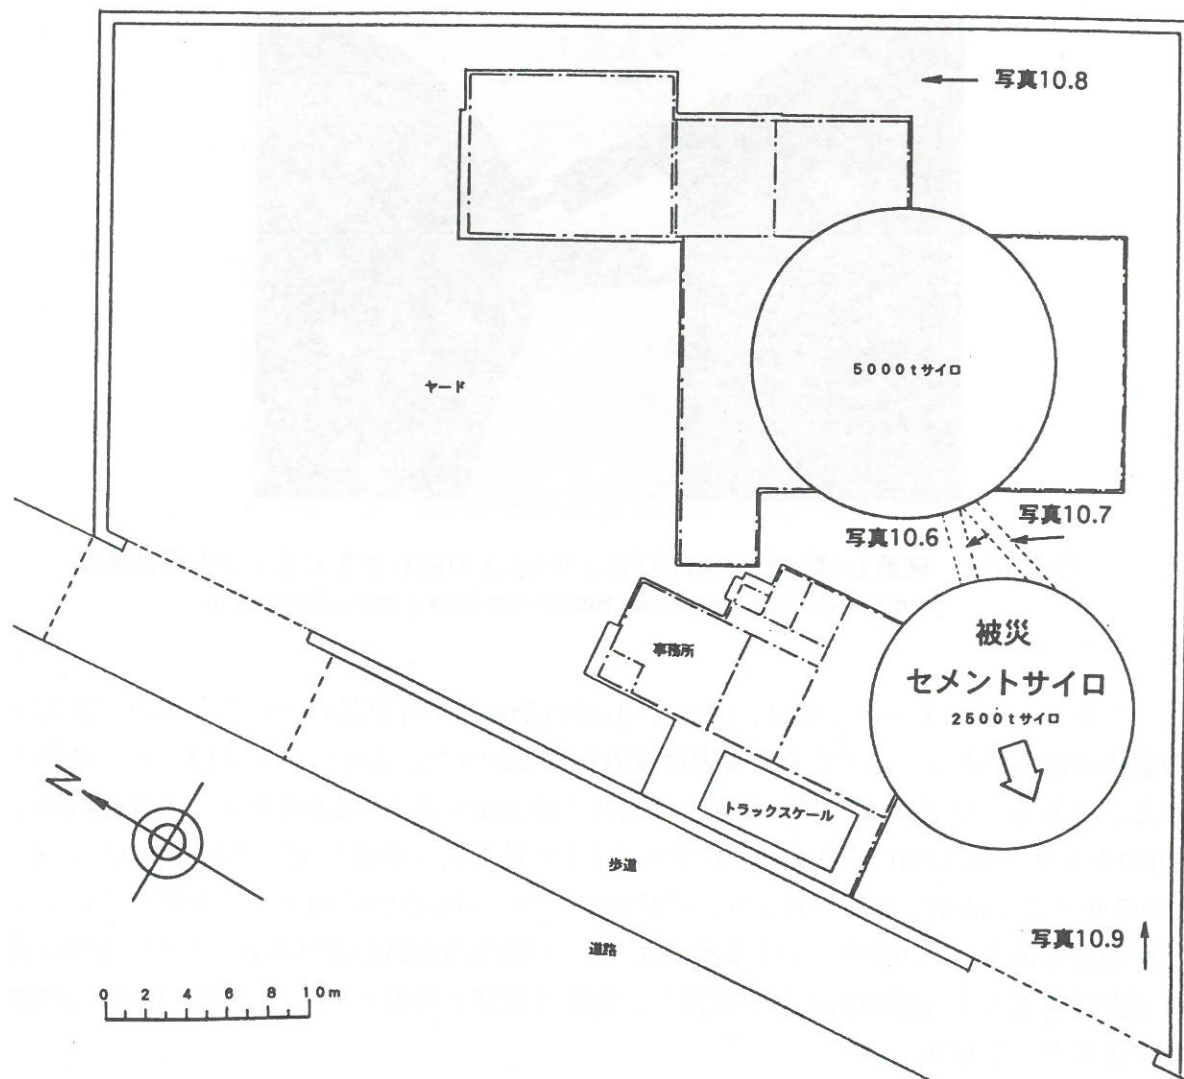 写真10.8
5000tサイロ
ヤード
写真10.7
写真10.6
被災
セメントサイロ
2500tサイロ
事務所
N
トラックスケール
歩道
写真10.9
道路
0 2 4 6 8 10m